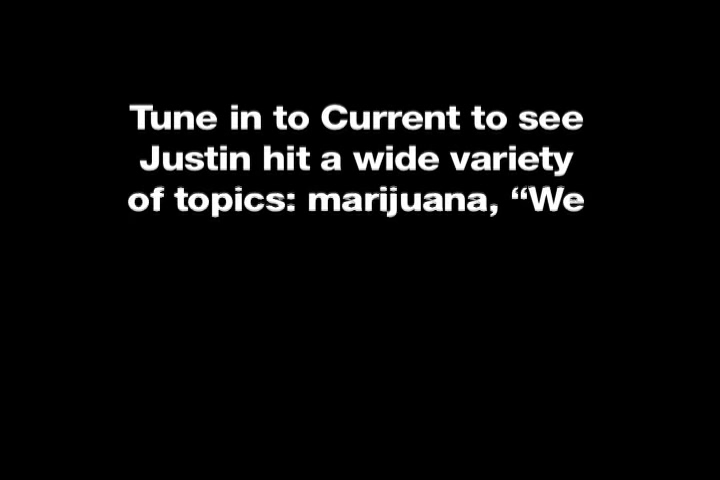 Tune in to Current to see
Justin hit a wide variety
of topics: marijuana, “We